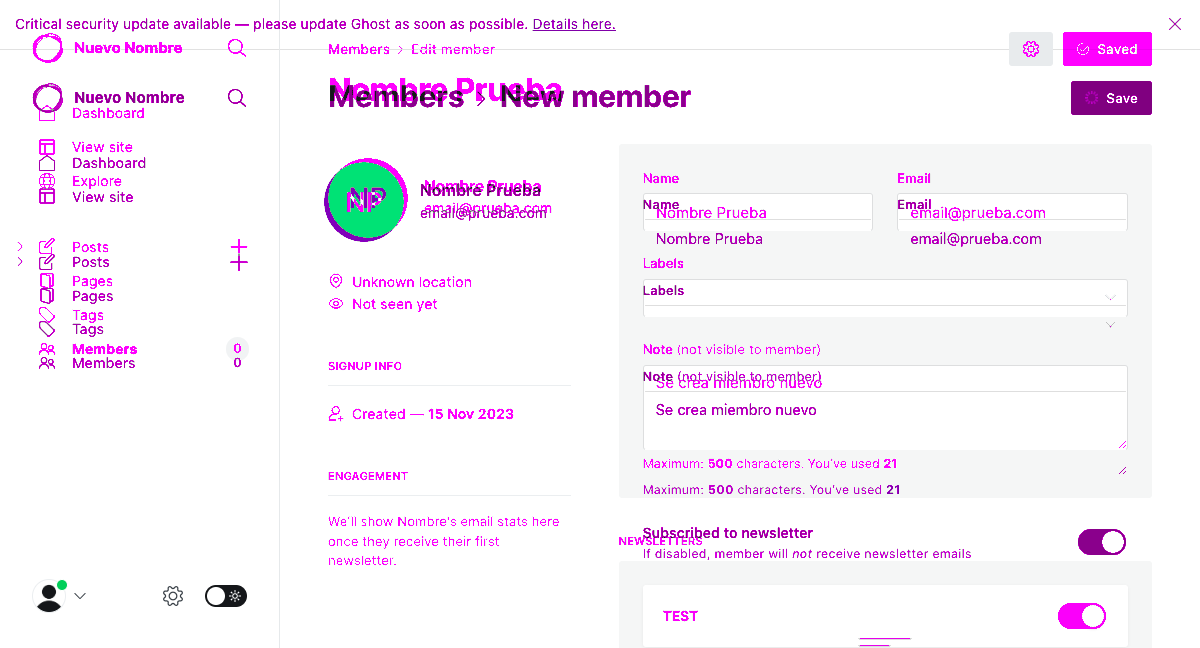 Critical security update available — please update Ghost as soon as possible. Details here.
Nuevo Nombre
Nuevo Nombre
Dashboard
View site
Dashboard
Explore
View site
Posts
Posts
Pages
Pages
Tags
Tags
Members 0
Members 0
Members > Edit member
Saved
Nombre Prueba
Members > New member
Save
NP
NP
Nombre Prueba
Nombre Prueba
email@prueba.com
email@prueba.com
Unknown location
Not seen yet
SIGNUP INFO
Created — 15 Nov 2023
ENGAGEMENT
We'll show Nombre's email stats here
once they receive their first
newsletter.
Name Email
Name Email
Nombre Prueba email@prueba.com
Nombre Prueba email@prueba.com
Labels
Labels
Note (not visible to member)
Note (not visible to member)
Se crea miembro nuevo
Se crea miembro nuevo
Maximum: 500 characters. You've used 21
Maximum: 500 characters. You've used 21
Subscribed to newsletter
NEWSLETTERS
If disabled, member will not receive newsletter emails
TEST